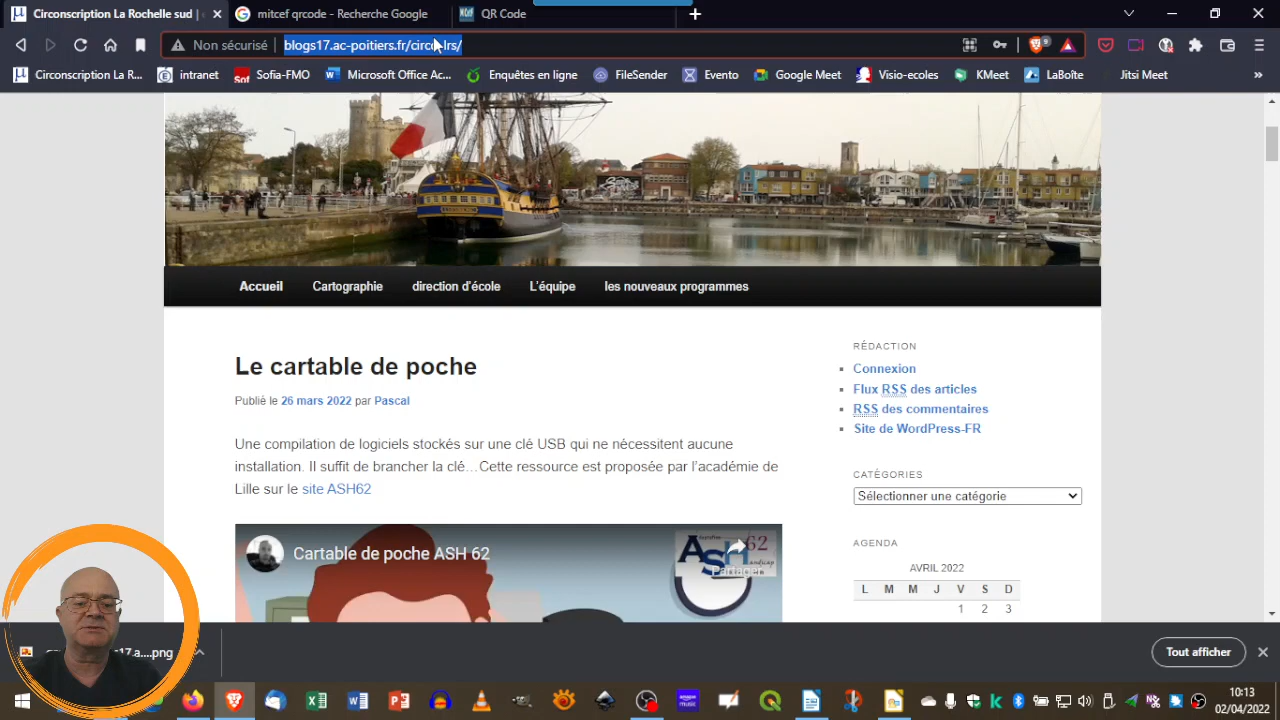 Circonscription La Rochelle sud |
mitcef qrcode - Recherche Google
QR Code
Non sécurisé
blogs17.ac-poitiers.fr/circo-lrs/
9
Circonscription La R...
intranet
Sofia-FMO
Microsoft Office Ac...
Enquêtes en ligne
FileSender
Evento
Google Meet
Visio-ecoles
KMeet
LaBoîte
Jitsi Meet
»
Accueil
Cartographie
direction d'école
L'équipe
les nouveaux programmes
Le cartable de poche
Publié le 26 mars 2022 par Pascal
Une compilation de logiciels stockés sur une clé USB qui ne nécessitent aucune
installation. Il suffit de brancher la clé…Cette ressource est proposée par l'académie de
Lille sur le site ASH62
Cartable de poche ASH 62
ASH 62
Partager
RÉDACTION
Connexion
Flux RSS des articles
RSS des commentaires
Site de WordPress-FR
CATÉGORIES
Sélectionner une catégorie
AGENDA
AVRIL 2022
L M M J V S D
1 2 3
17.a....png
Tout afficher
10:13
02/04/2022